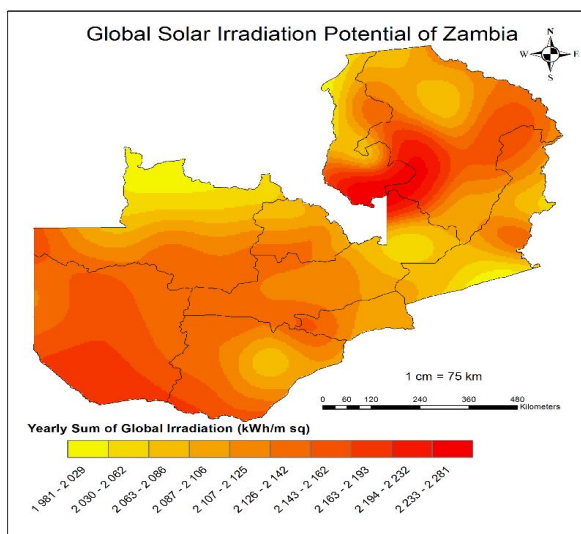 Global Solar Irradiation Potential of Zambia
N
W E
S
1 cm = 75 km
0 60 120 240 360 480
Kilometers
Yearly Sum of Global Irradiation (kWh/m sq)
1 981 - 2 029
2 030 - 2 062
2 063 - 2 086
2 087 - 2 106
2 107 - 2 125
2 126 - 2 142
2 143 - 2 162
2 163 - 2 193
2 194 - 2 232
2 233 - 2 281